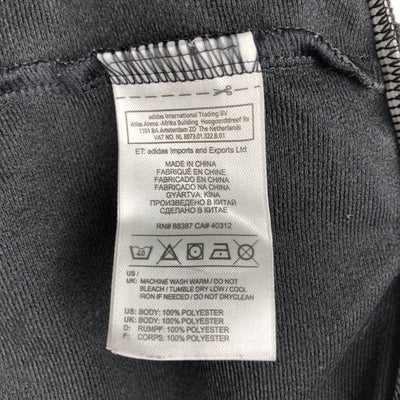 adidas International Trading BV
Atlas Arena -Afrika Building Hoogoorddreef 9a
1101 BA Amsterdam ZO The Netherlands
VAT NO. NL 8073.01.322.B.01
ET: adidas Imports and Exports Ltd
MADE IN CHINA
FABRIQUÉ EN CHINE
FABRICADO EN CHINA
FABRICADO NA CHINA
GYÁRTVA: KÍNA
ПРОИЗВЕДЕНО В КИТАЙ
СДЕЛАНО В КИТАЕ
RN# 88387 CA# 40312
40
US /
UK: MACHINE WASH WARM / DO NOT
BLEACH / TUMBLE DRY LOW / COOL
IRON IF NEEDED / DO NOT DRYCLEAN
US: BODY: 100% POLYESTER
UK: BODY: 100% POLYESTER
D: RUMPF: 100% POLYESTER
F: CORPS: 100% POLYESTER